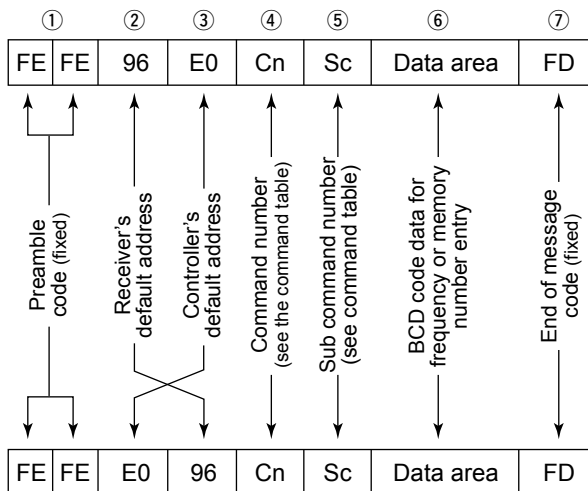 ① ② ③ ④ ⑤ ⑥ ⑦
FE FE 96 E0 Cn Sc Data area FD
Preamble
code (fixed)
Receiver's
default address
Controller's
default address
Command number
(see the command table)
Sub command number
(see command table)
BCD code data for
frequency or memory
number entry
End of message
code (fixed)
FE FE E0 96 Cn Sc Data area FD